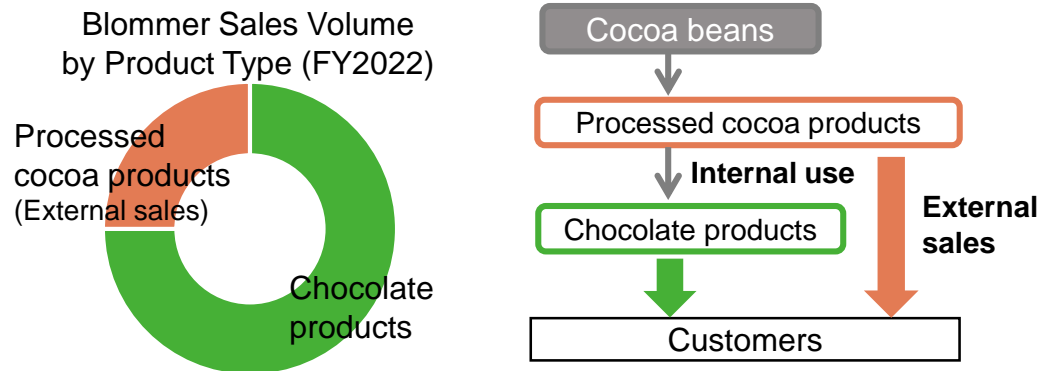 Blommer Sales Volume
by Product Type (FY2022)
Processed
cocoa products
(External sales)
Chocolate
products
Cocoa beans
Processed cocoa products
Internal use
External
sales
Chocolate products
Customers